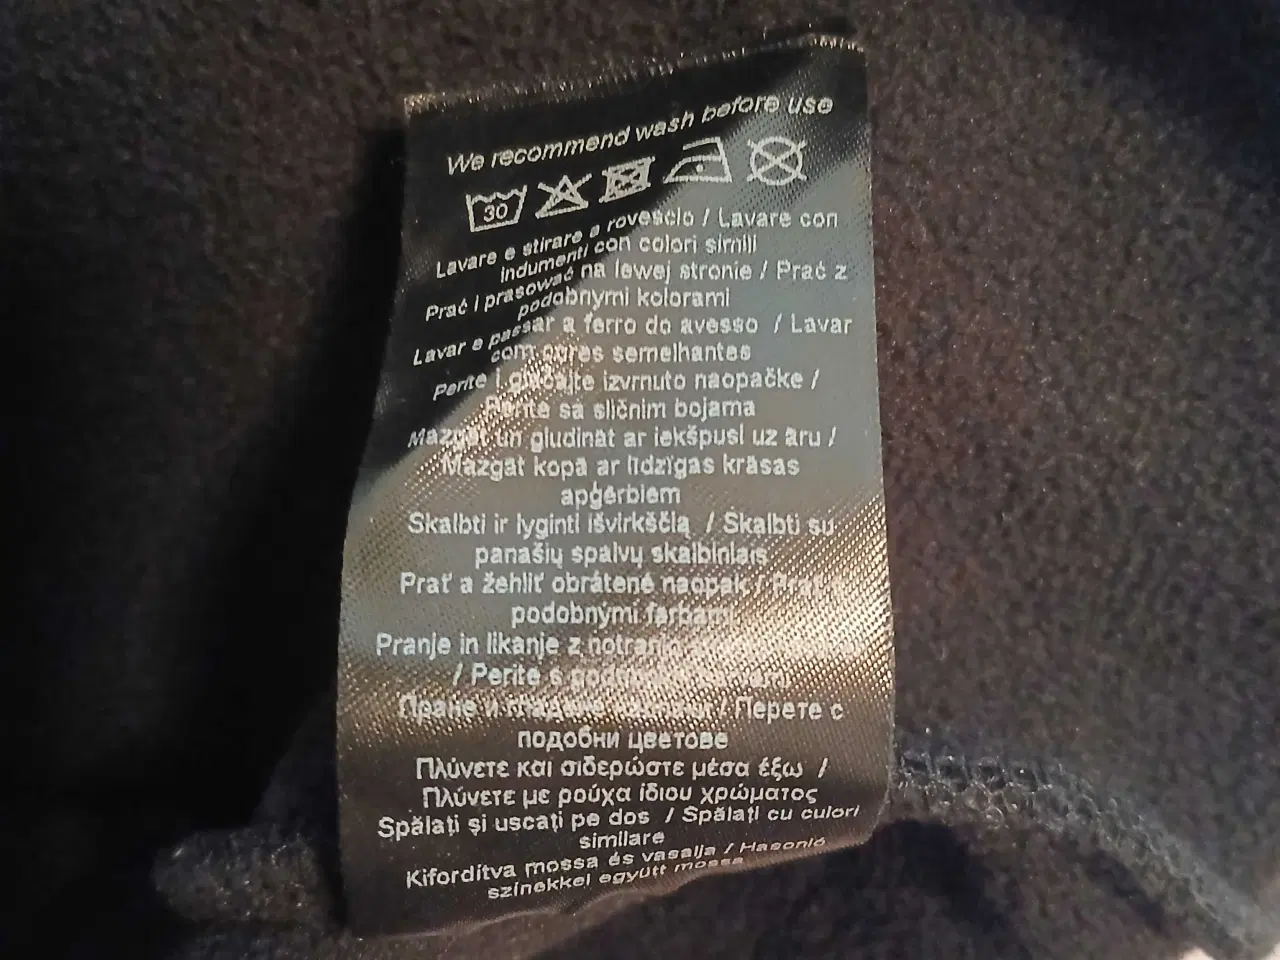 We recommend wash before use
30
Lavare e stirare a rovescio / Lavare con
indumenti con colori simili
Prać i prasować na lewej stronie / Prać z
podobnymi kolorami
Lavar e passar a ferro do avesso / Lavar
com cores semelhantes
Perite i glačajte izvrnuto naopačke /
Perite sa sličnim bojama
Mazgāt un gludināt ar iekšpusi uz āru /
Mazgāt kopā ar līdzīgas krāsas
apģērbiem
Skalbti ir lyginti išvirkščią / Skalbti su
panašių spalvų skalbiniais
Prať a žehliť obrátené naopak / Prať
podobnými farbami
Pranje in likanje z notranje
/ Perite s
Пране и гладене / Перете с
подобни цветове
Πλύνετε και σιδερώστε μέσα έξω /
Πλύνετε με ρούχα ίδιου χρώματος
Spălați și uscați pe dos / Spălați cu culori
similare
Kifordítva mossa és vasalja / Hasonló
színekkel együtt mossa